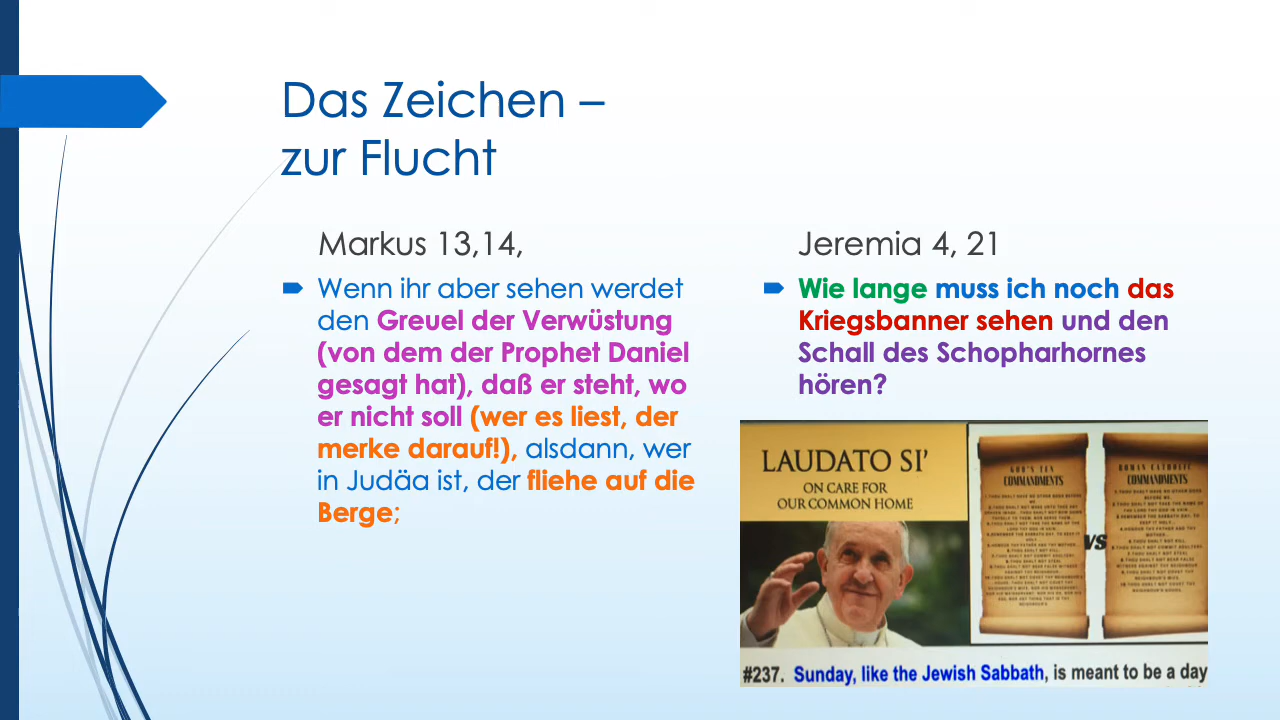 Das Zeichen –
zur Flucht
Markus 13,14,
Wenn ihr aber sehen werdet
den Greuel der Verwüstung
(von dem der Prophet Daniel
gesagt hat), daß er steht, wo
er nicht soll (wer es liest, der
merke darauf!), alsdann, wer
in Judäa ist, der fliehe auf die
Berge;
Jeremia 4, 21
Wie lange muss ich noch das
Kriegsbanner sehen und den
Schall des Schopharhornes
hören?
LAUDATO SI’
ON CARE FOR
OUR COMMON HOME
GOD'S TEN
COMMANDMENTS
VS
ROMAN CATHOLIC
COMMANDMENTS
#237. Sunday, like the Jewish Sabbath, is meant to be a day